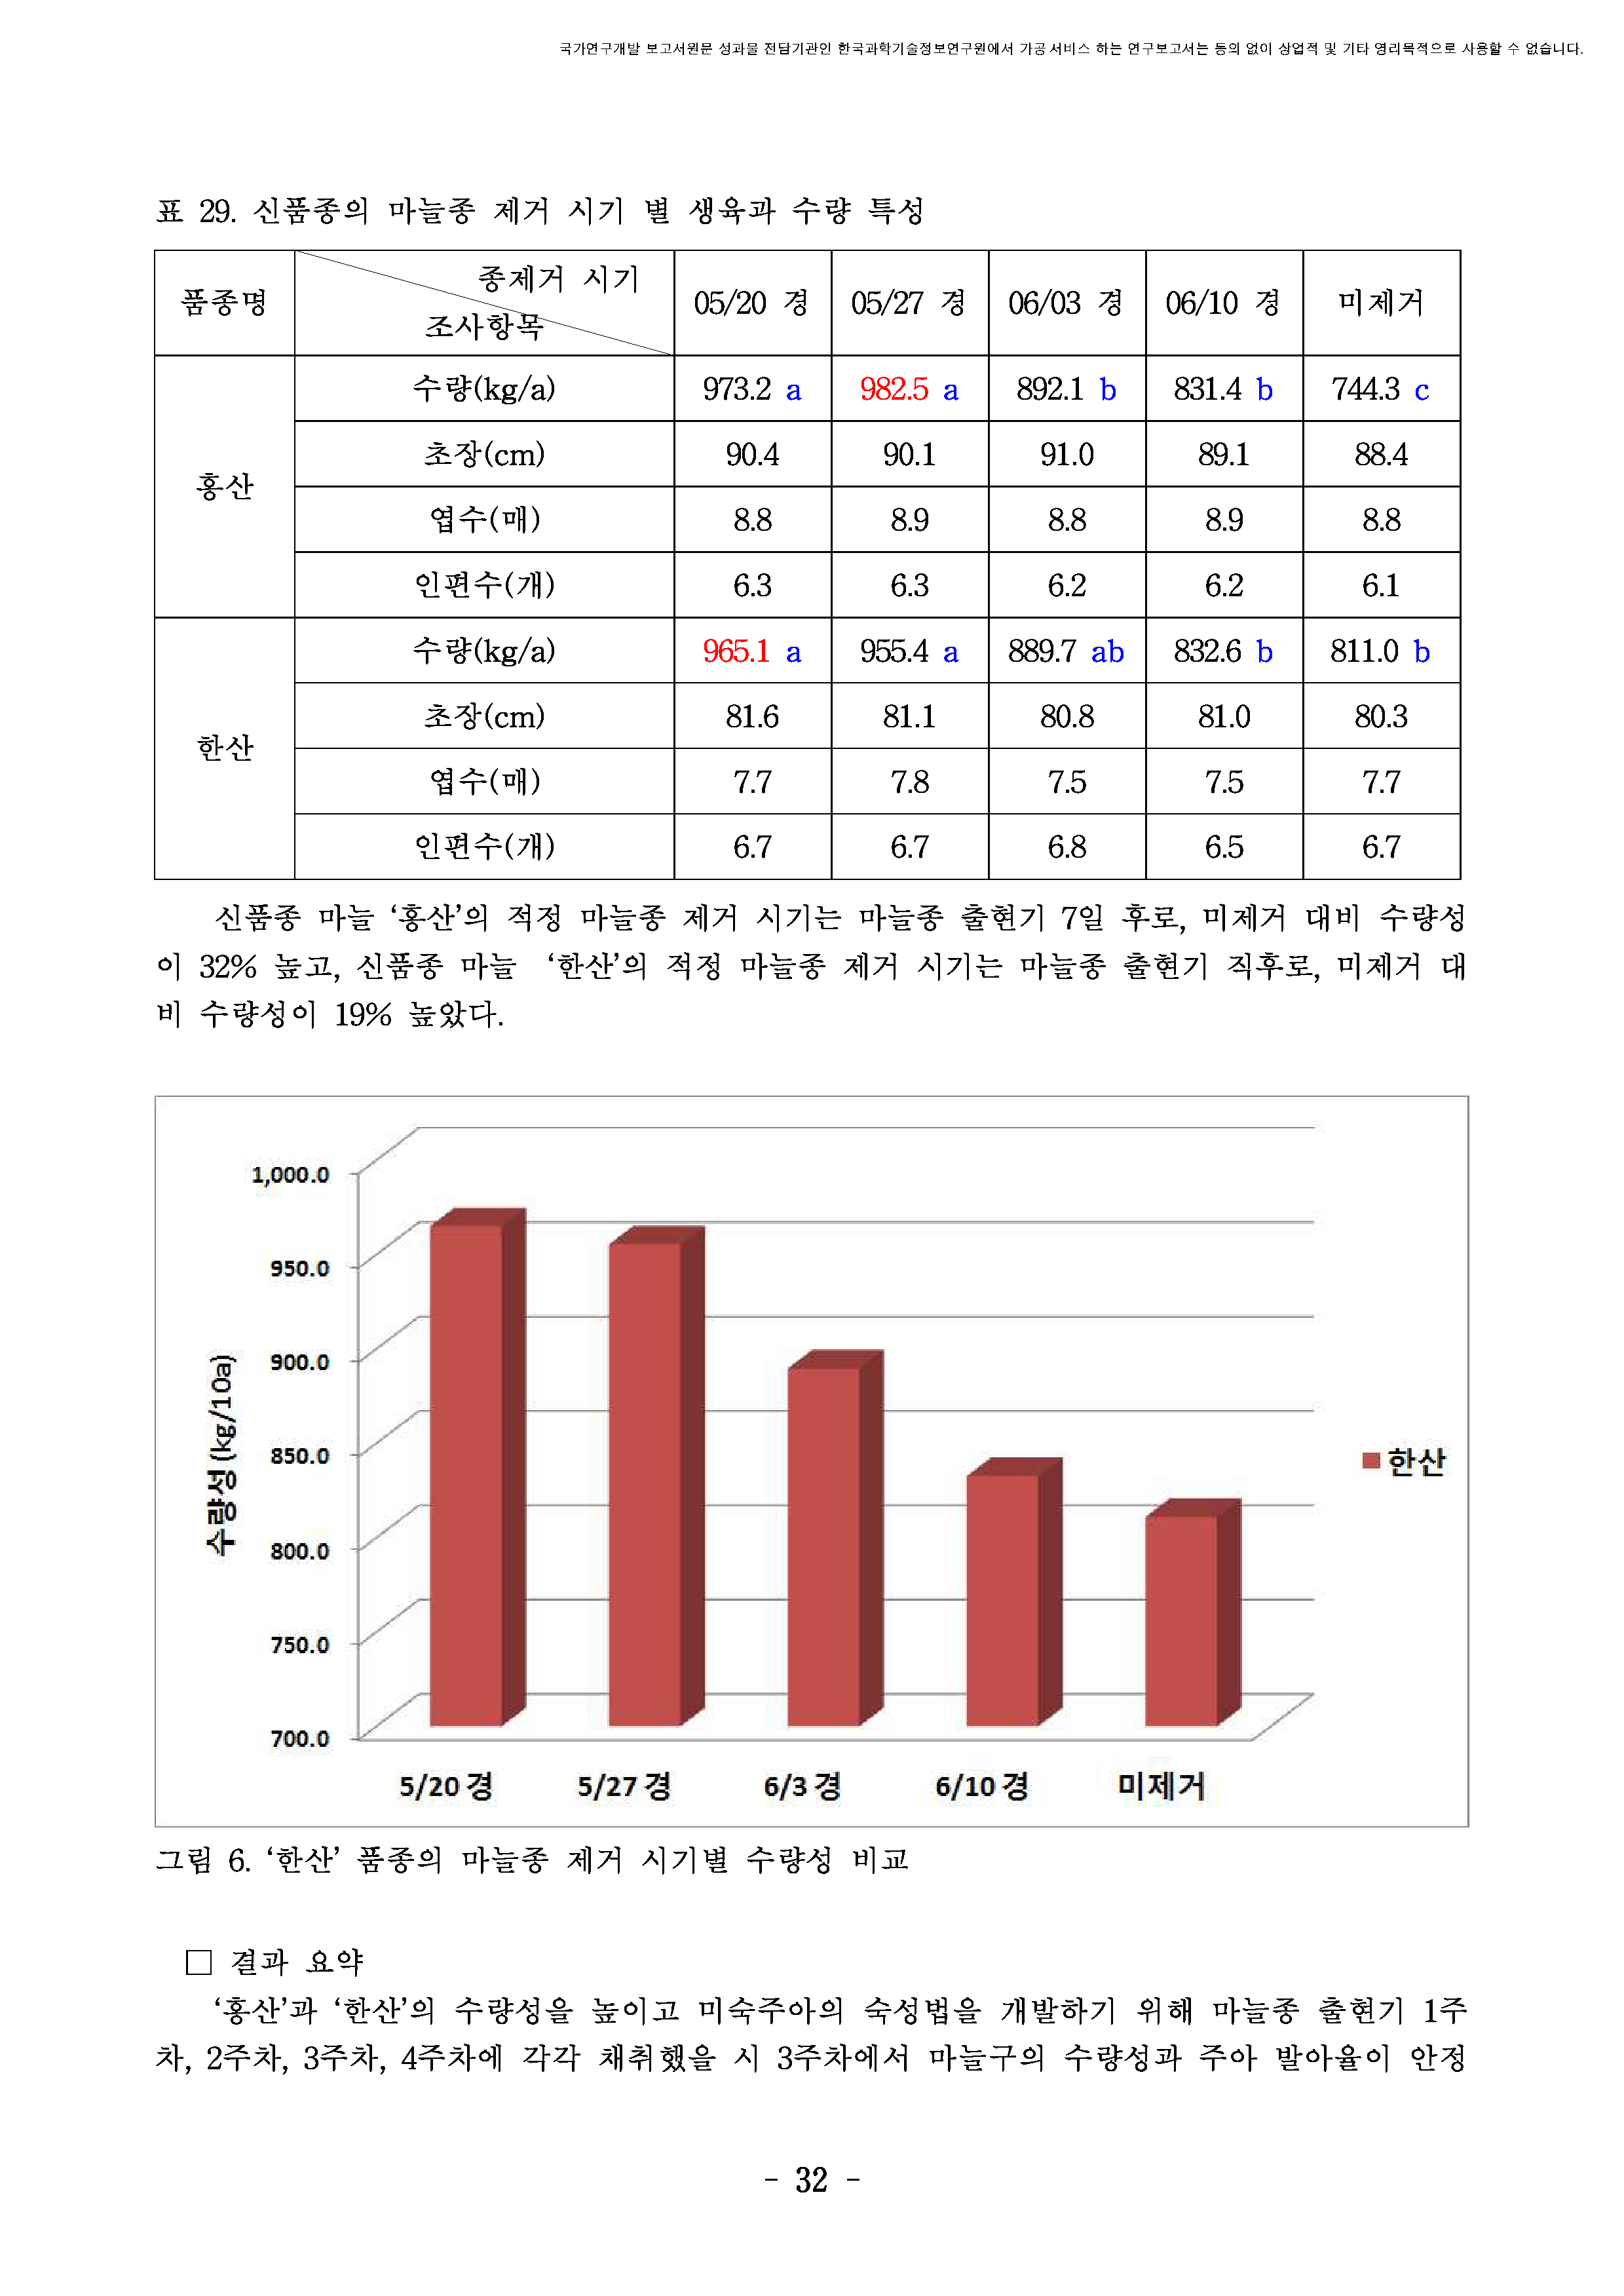 국가연구개발 보고서원문 성과물 전담기관인 한국과학기술정보연구원에서 가공·서비스 하는 연구보고서는 동의 없이 상업적 및 기타 영리목적으로 사용할 수 없습니다.
표 29. 신품종의 마늘종 제거 시기 별 생육과 수량 특성
품종명 종제거 시기 조사항목 05/20 경 05/27 경 06/03 경 06/10 경 미제거
홍산
수량(kg/a) 973.2 a 982.5 a 892.1 b 831.4 b 744.3 c
초장(cm) 90.4 90.1 91.0 89.1 88.4
엽수(매) 8.8 8.9 8.8 8.9 8.8
인편수(개) 6.3 6.3 6.2 6.2 6.1
한산
수량(kg/a) 965.1 a 955.4 a 889.7 ab 832.6 b 811.0 b
초장(cm) 81.6 81.1 80.8 81.0 80.3
엽수(매) 7.7 7.8 7.5 7.5 7.7
인편수(개) 6.7 6.7 6.8 6.5 6.7
신품종 마늘 ‘홍산’의 적정 마늘종 제거 시기는 마늘종 출현기 7일 후로, 미제거 대비 수량성
이 32% 높고, 신품종 마늘 ‘한산’의 적정 마늘종 제거 시기는 마늘종 출현기 직후로, 미제거 대
비 수량성이 19% 높았다.
수량성 (kg/10a)
1,000.0
950.0
900.0
850.0
800.0
750.0
700.0
5/20 경 5/27 경 6/3 경 6/10 경 미제거
한산
그림 6. ‘한산’ 품종의 마늘종 제거 시기별 수량성 비교
□ 결과 요약
‘홍산’과 ‘한산’의 수량성을 높이고 미숙주아의 숙성법을 개발하기 위해 마늘종 출현기 1주
차, 2주차, 3주차, 4주차에 각각 채취했을 시 3주차에서 마늘구의 수량성과 주아 발아율이 안정
- 32 -